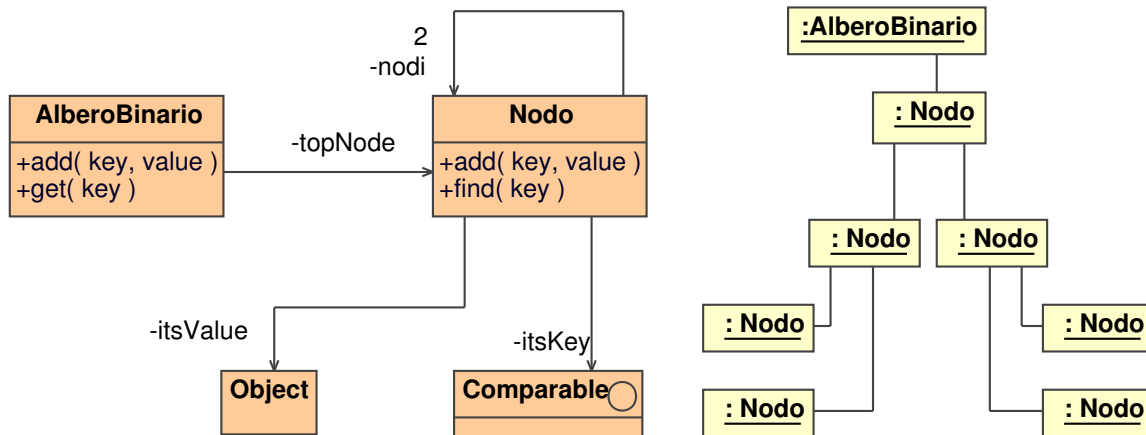 2
-nodi
AlberoBinario
+add( key, value )
+get( key )
-topNode
Nodo
+add( key, value )
+find( key )
-itsValue
-itsKey
Object
Comparable
:AlberoBinario
: Nodo
: Nodo
: Nodo
: Nodo
: Nodo
: Nodo
: Nodo